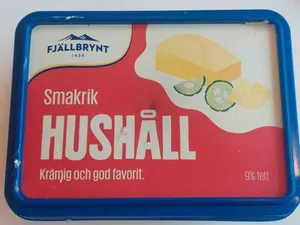 FJÄLLBRYNT
1934
Smakrik
HUSHÅLL
Krämig och god favorit.
9% fett